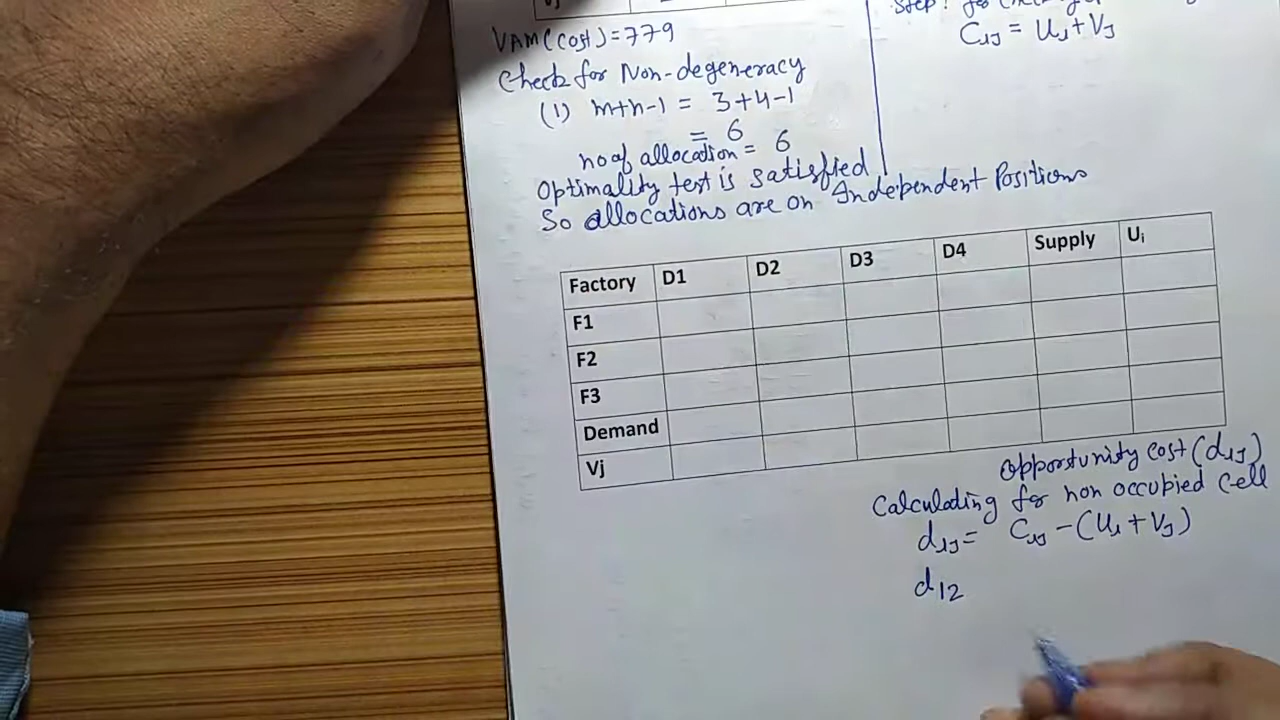 VAM(cost)=779
Check for Non-degeneracy
(1) m+n-1 = 3+4-1
= 6
no of allocation = 6
Optimality test is satisfied
So allocations are on Independent Positions
Step: for
Cij = Ui+Vj
Factory D1 D2 D3 D4 Supply Ui
F1
F2
F3
Demand
Vj
Opportunity cost (dij)
Calculating for non occupied cell
dij = Cij - (Ui + Vj)
d12